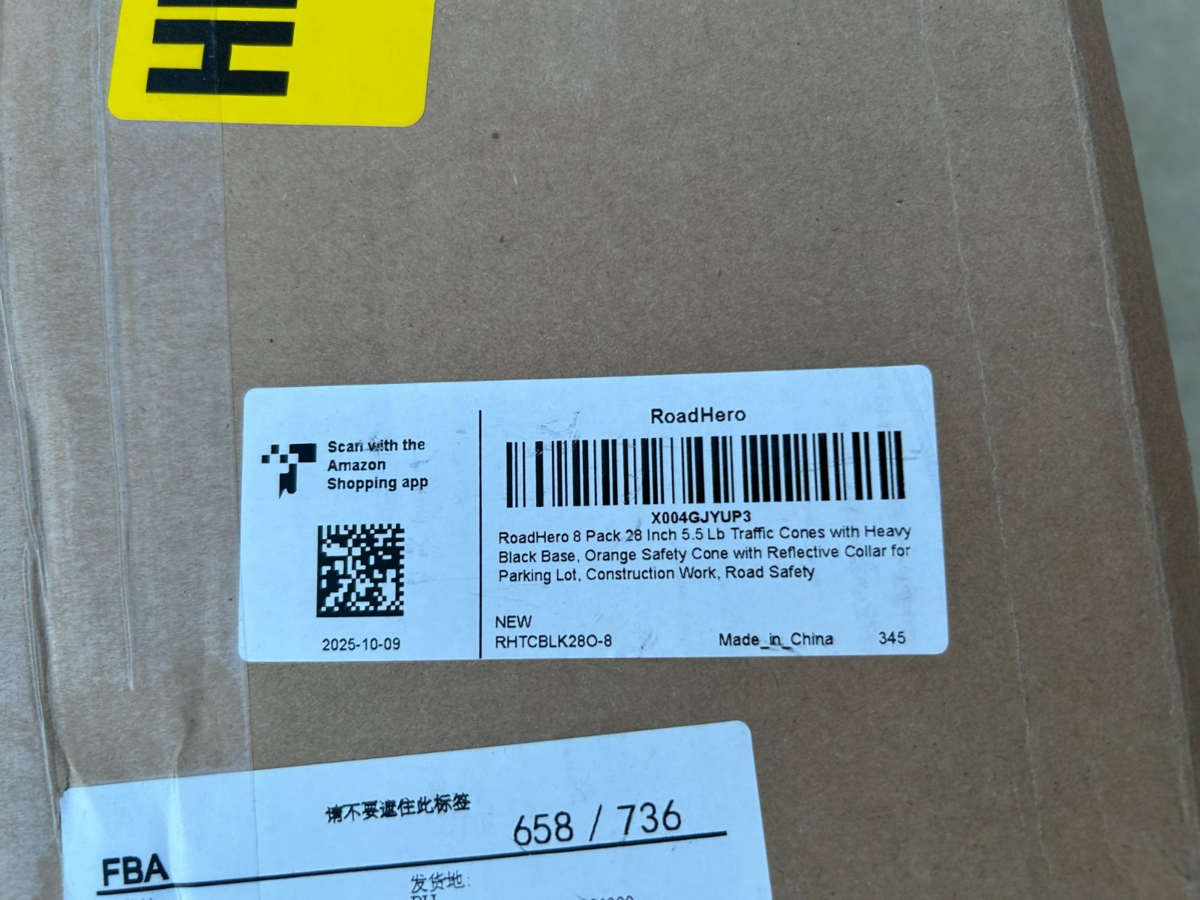 Scan with the
Amazon
Shopping app
2025-10-09
RoadHero
X004GJYUP3
RoadHero 8 Pack 28 Inch 5.5 Lb Traffic Cones with Heavy
Black Base, Orange Safety Cone with Reflective Collar for
Parking Lot, Construction Work, Road Safety
NEW
RHTCBLK28O-8 Made_in_China 345
请不要遮住此标签
658 / 736
FBA
发货地: